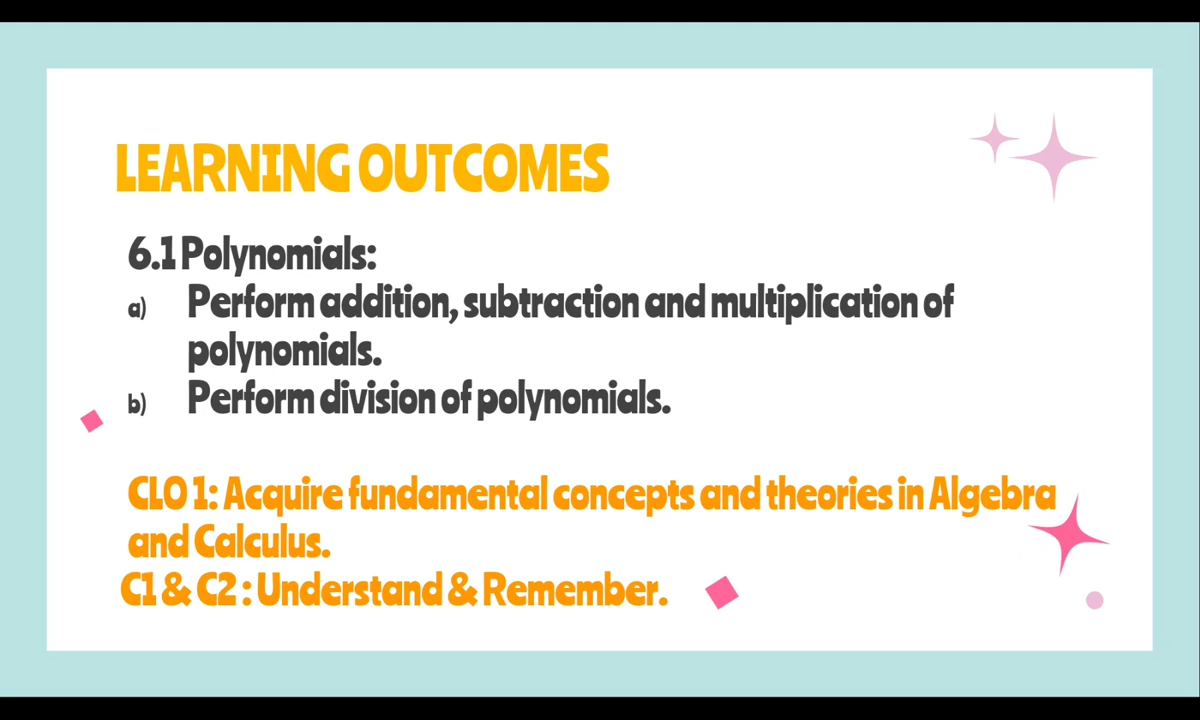 LEARNING OUTCOMES
6.1 Polynomials:
a) Perform addition, subtraction and multiplication of
polynomials.
b) Perform division of polynomials.
CLO 1: Acquire fundamental concepts and theories in Algebra
and Calculus.
C1 & C2 : Understand & Remember.